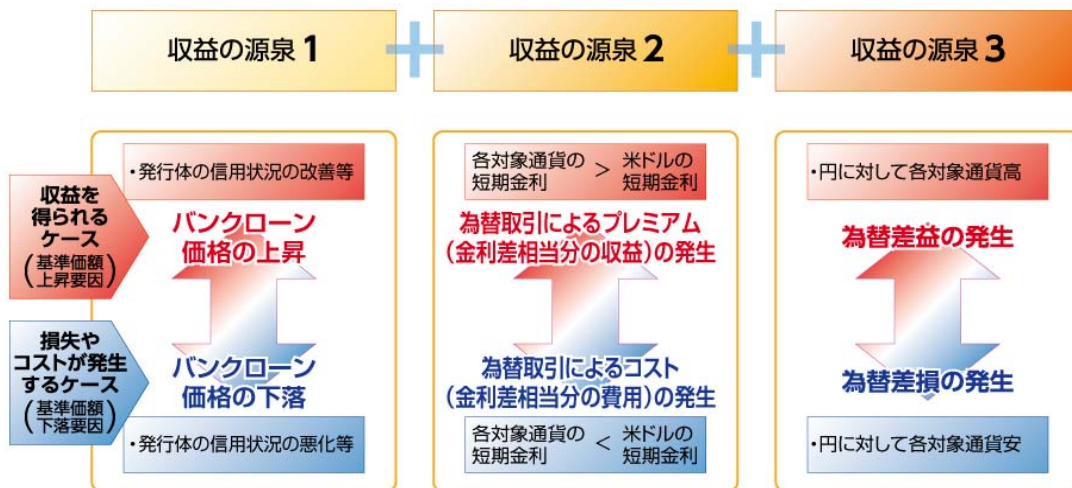 収益の源泉 1
+
収益の源泉 2
+
収益の源泉 3
収益を
得られる
ケース
(基準価額
上昇要因)
損失や
コストが発生
するケース
(基準価額
下落要因)
・発行体の信用状況の改善等
バンクローン
価格の上昇
バンクローン
価格の下落
・発行体の信用状況の悪化等
各対象通貨の
短期金利
>
米ドルの
短期金利
為替取引によるプレミアム
(金利差相当分の収益)の発生
為替取引によるコスト
(金利差相当分の費用)の発生
各対象通貨の
短期金利
<
米ドルの
短期金利
・円に対して各対象通貨高
為替差益の発生
為替差損の発生
・円に対して各対象通貨安